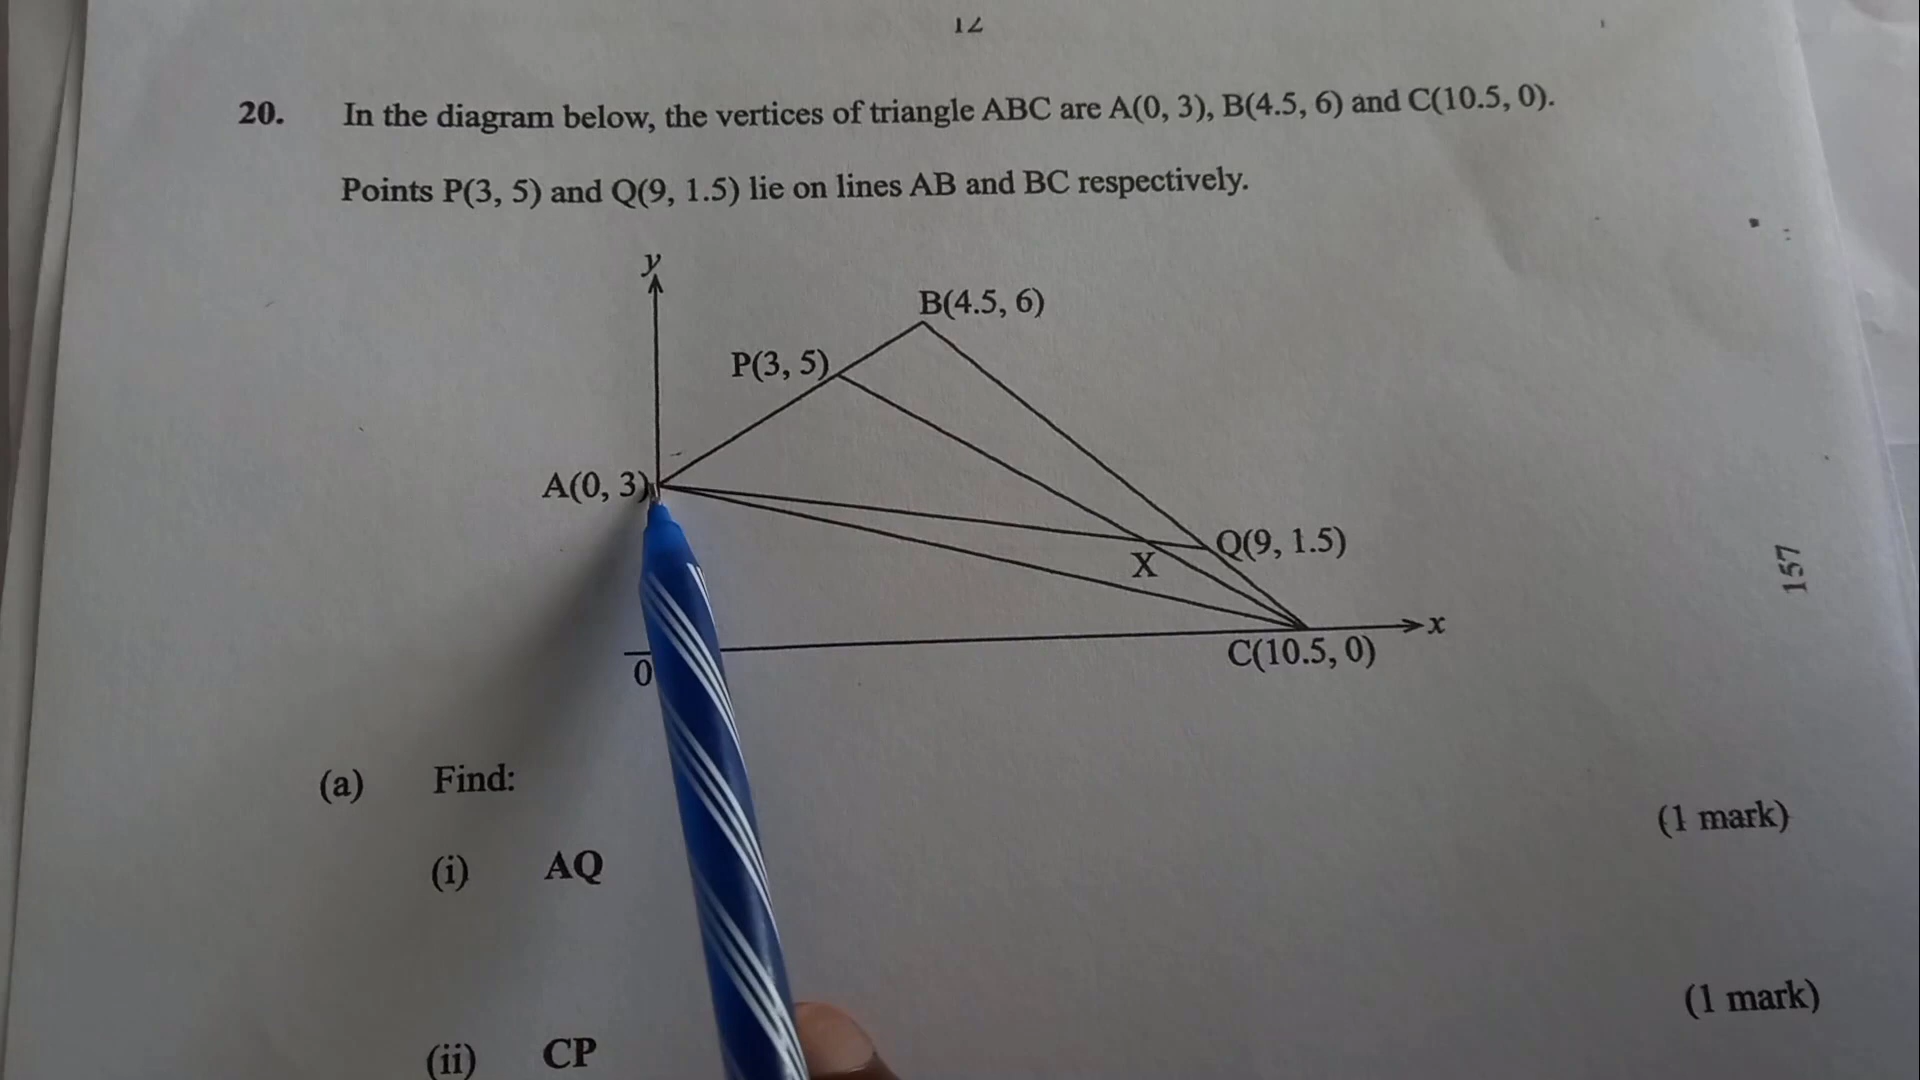 12
20. In the diagram below, the vertices of triangle ABC are A(0, 3), B(4.5, 6) and C(10.5, 0).
Points P(3, 5) and Q(9, 1.5) lie on lines AB and BC respectively.
y
B(4.5, 6)
P(3, 5)
A(0, 3)
Q(9, 1.5)
X
x
C(10.5, 0)
0
157
(a) Find:
(1 mark)
(i) AQ
(1 mark)
(ii) CP